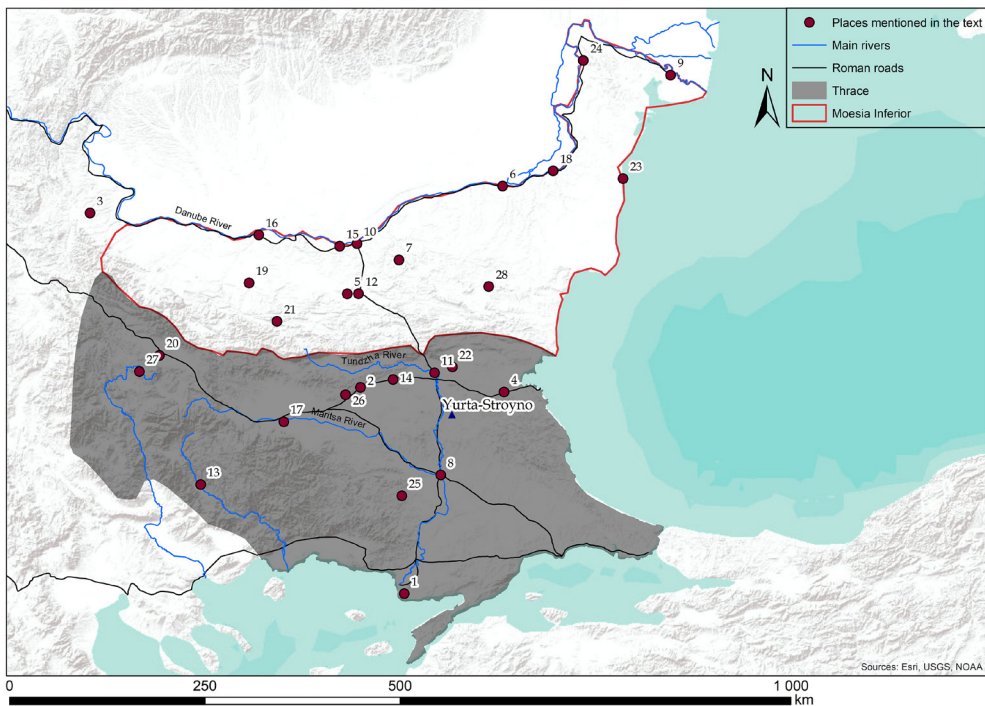 Places mentioned in the text
Main rivers
Roman roads
Thrace
Moesia Inferior
N
24
9
18
6
23
3
Danube River
16
15
10
7
19
5
12
28
21
20
Tundzha River
22
27
11
2
14
4
26
Yurta-Stroyno
17
Maritsa River
8
13
25
1
Sources: Esri, USGS, NOAA
0
250
500
1 000
km